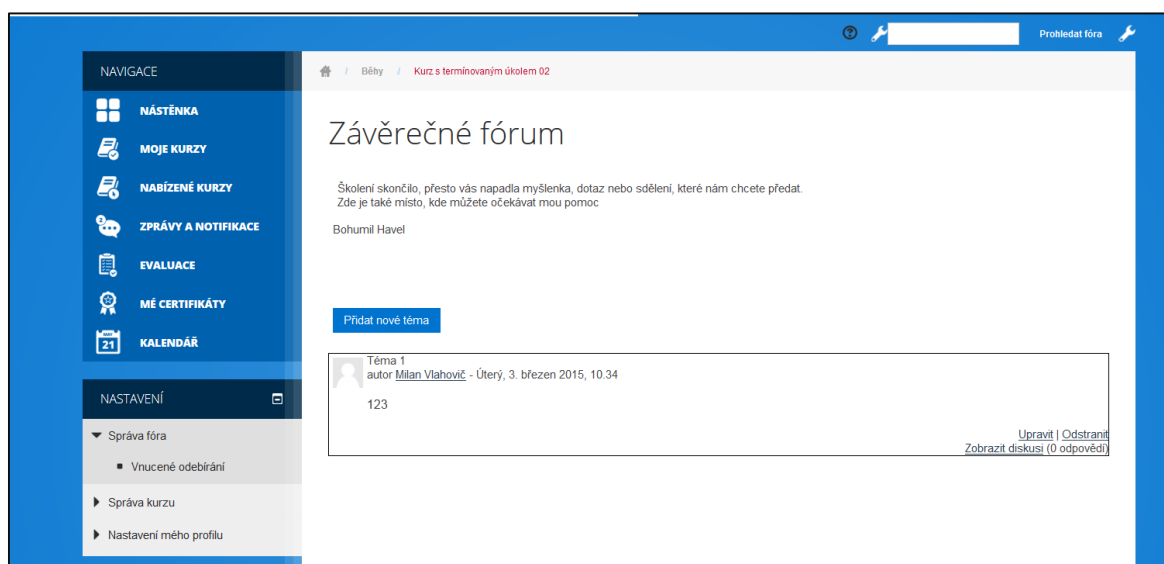 Prohledat fóra
NAVIGACE
/ Běhy / Kurz s termínovaným úkolem 02
NÁSTĚNKA
MOJE KURZY
NABÍZENÉ KURZY
2
ZPRÁVY A NOTIFIKACE
EVALUACE
MÉ CERTIFIKÁTY
21
KALENDÁŘ
NASTAVENÍ
Správa fóra
Vnucené odebírání
Správa kurzu
Nastavení mého profilu
Závěrečné fórum
Školení skončilo, přesto vás napadla myšlenka, dotaz nebo sdělení, které nám chcete předat.
Zde je také místo, kde můžete očekávat mou pomoc
Bohumil Havel
Přidat nové téma
Téma 1
autor Milan Vlahovič - Úterý, 3. březen 2015, 10.34
123
Upravit | Odstranit
Zobrazit diskusi (0 odpovědí)